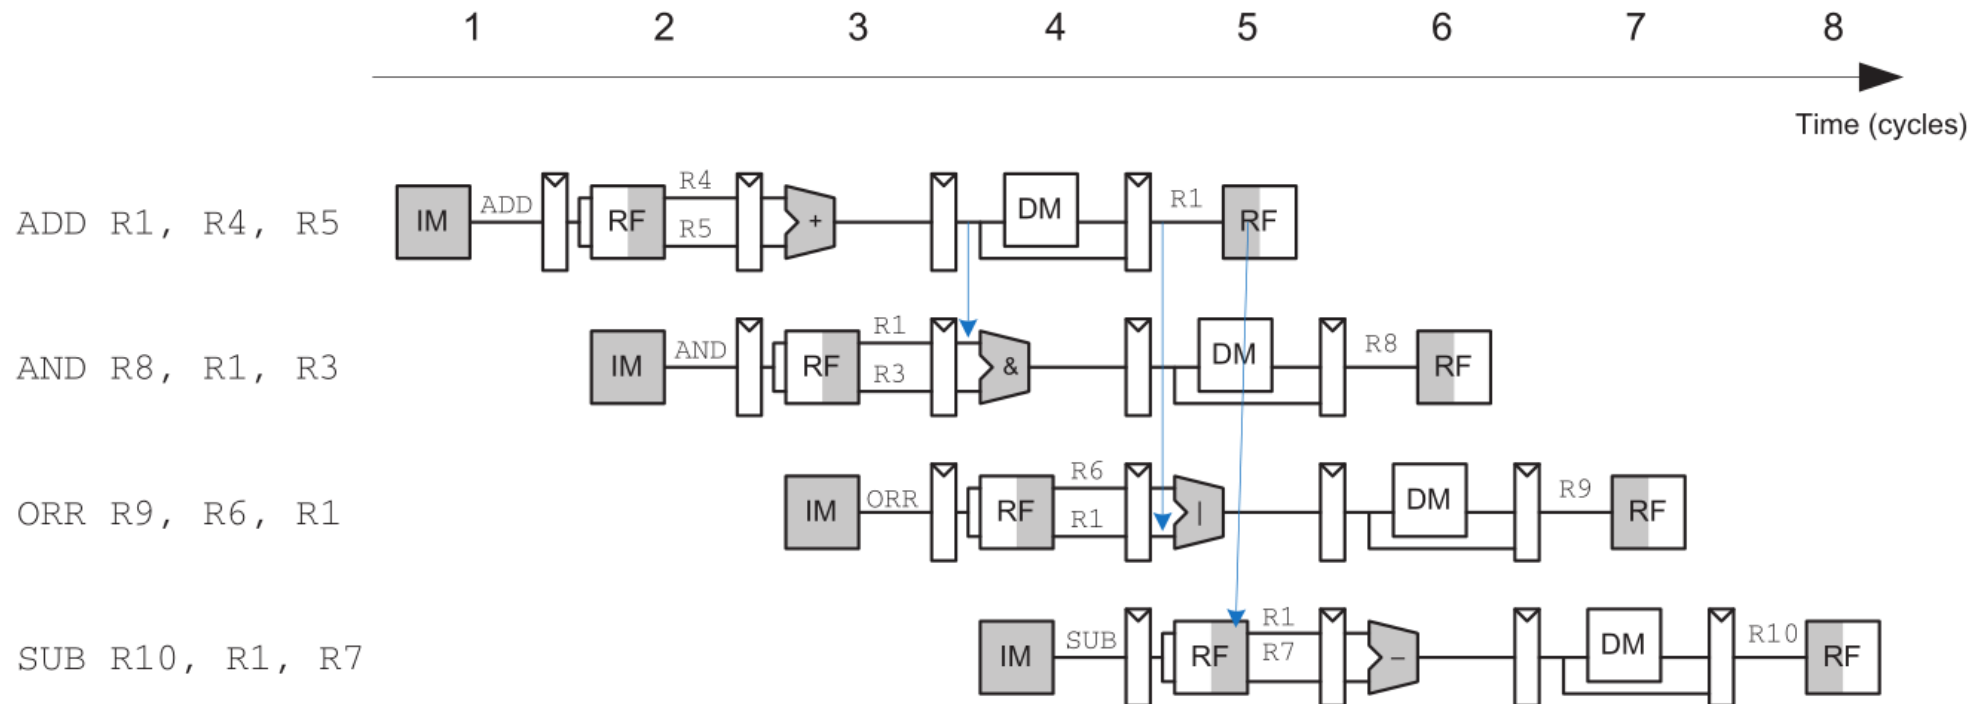 1 2 3 4 5 6 7 8
Time (cycles)
ADD R1, R4, R5 IM ADD RF R4 R5 + DM R1 RF
AND R8, R1, R3 IM AND RF R1 R3 & DM R8 RF
ORR R9, R6, R1 IM ORR RF R6 R1 | DM R9 RF
SUB R10, R1, R7 IM SUB RF R1 R7 − DM R10 RF